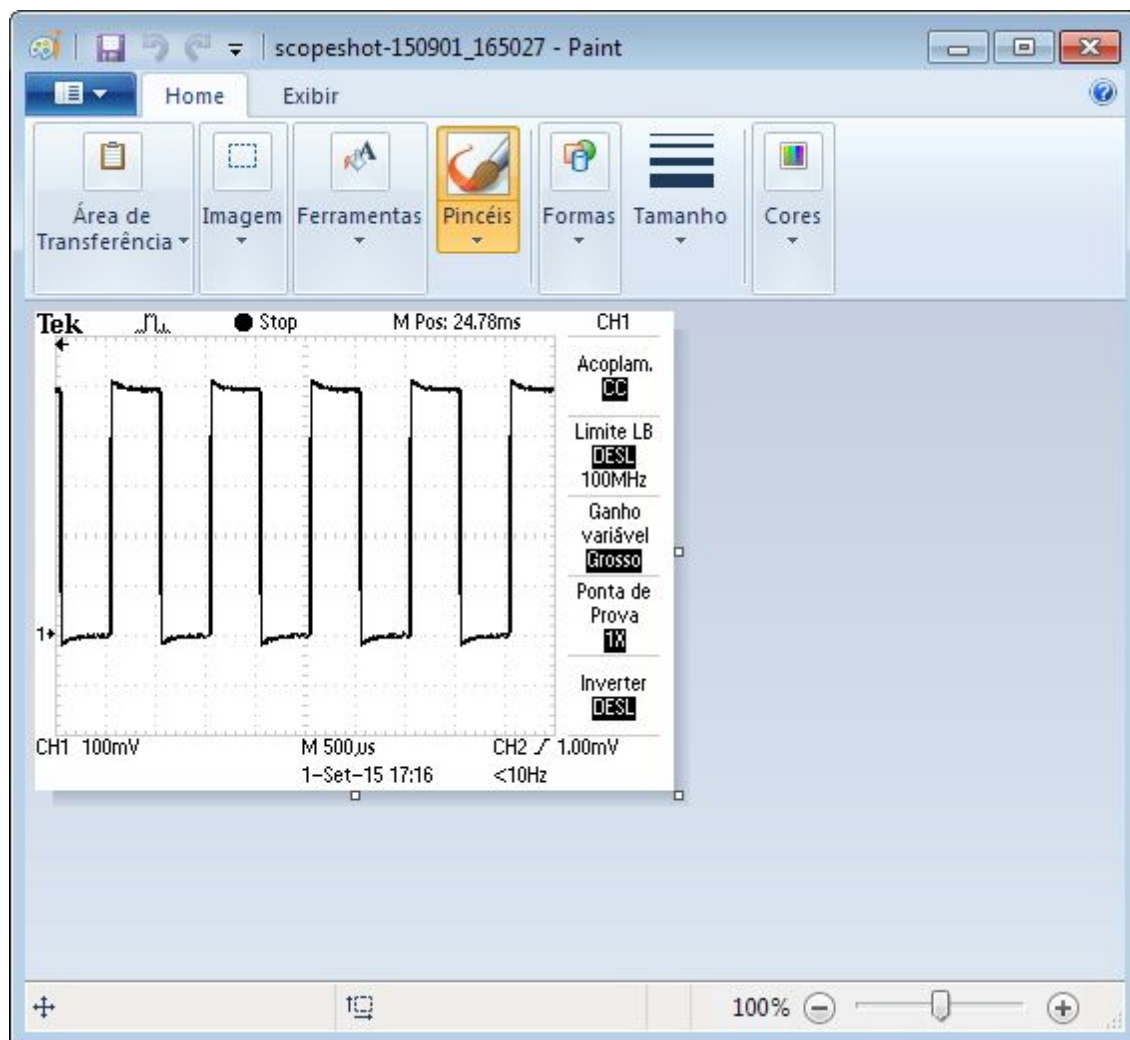 scopeshot-150901_165027 - Paint
Home Exibir
Área de Transferência
Imagem
Ferramentas
Pincéis
Formas
Tamanho
Cores
Tek Stop M Pos: 24.78ms CH1
Acoplam.
CC
Limite LB
DESL
100MHz
Ganho
variável
Grosso
Ponta de
Prova
1X
Inverter
DESL
1
CH1 100mV M 500µs CH2 1.00mV
1-Set-15 17:16 <10Hz
100%